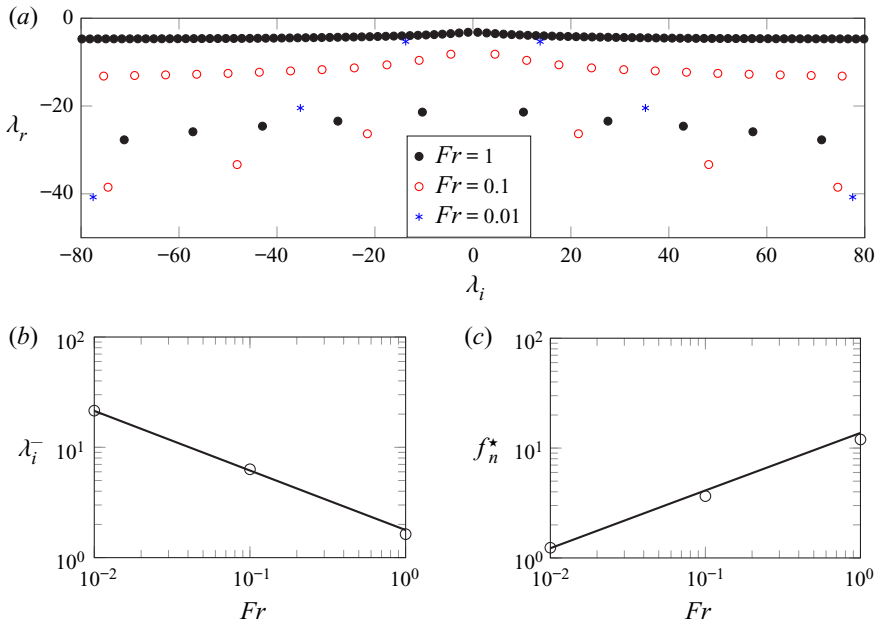 (a)
0
−20
−40
λr
Fr = 1
Fr = 0.1
Fr = 0.01
−80 −60 −40 −20 0 20 40 60 80
λi
(b)
10²
10¹
10⁰
λi⁻
10⁻² 10⁻¹ 10⁰
Fr
(c)
10²
10¹
10⁰
fn★
10⁻² 10⁻¹ 10⁰
Fr